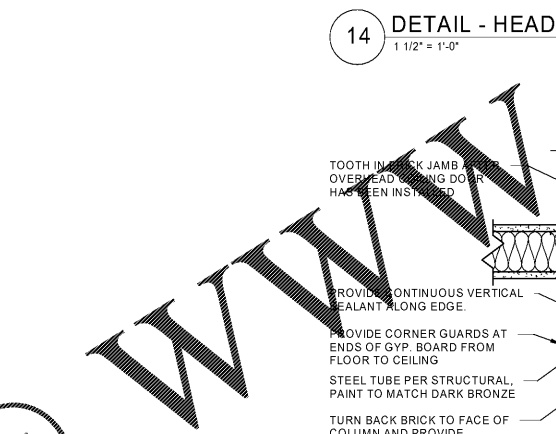 14
DETAIL - HEAD
1 1/2" = 1'-0"
TOOTH IN BRICK JAMB AFTER
OVERHEAD COILING DOOR
HAS BEEN INSTALLED
WWW
PROVIDE CONTINUOUS VERTICAL
SEALANT ALONG EDGE.
PROVIDE CORNER GUARDS AT
ENDS OF GYP. BOARD FROM
FLOOR TO CEILING
STEEL TUBE PER STRUCTURAL,
PAINT TO MATCH DARK BRONZE
TURN BACK BRICK TO FACE OF
COLUMN AND PROVIDE